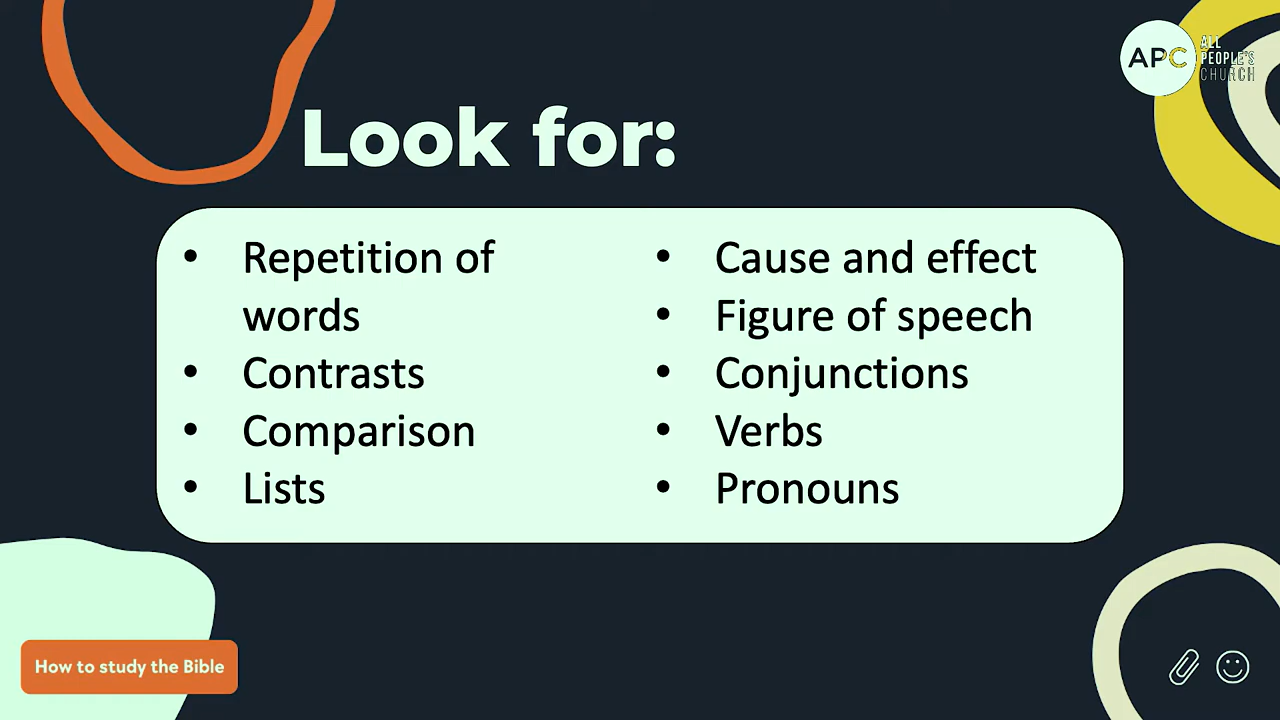 APC
ALL
PEOPLE'S
CHURCH
Look for:
• Repetition of
words
• Contrasts
• Comparison
• Lists
• Cause and effect
• Figure of speech
• Conjunctions
• Verbs
• Pronouns
How to study the Bible